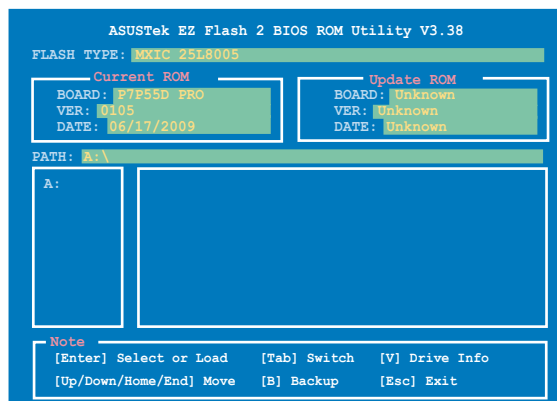 ASUSTek EZ Flash 2 BIOS ROM Utility V3.38
FLASH TYPE: MXIC 25L8005
Current ROM
BOARD: P7P55D PRO
VER: 0105
DATE: 06/17/2009
Update ROM
BOARD: Unknown
VER: Unknown
DATE: Unknown
PATH: A:\
A:
Note
[Enter] Select or Load [Tab] Switch [V] Drive Info
[Up/Down/Home/End] Move [B] Backup [Esc] Exit